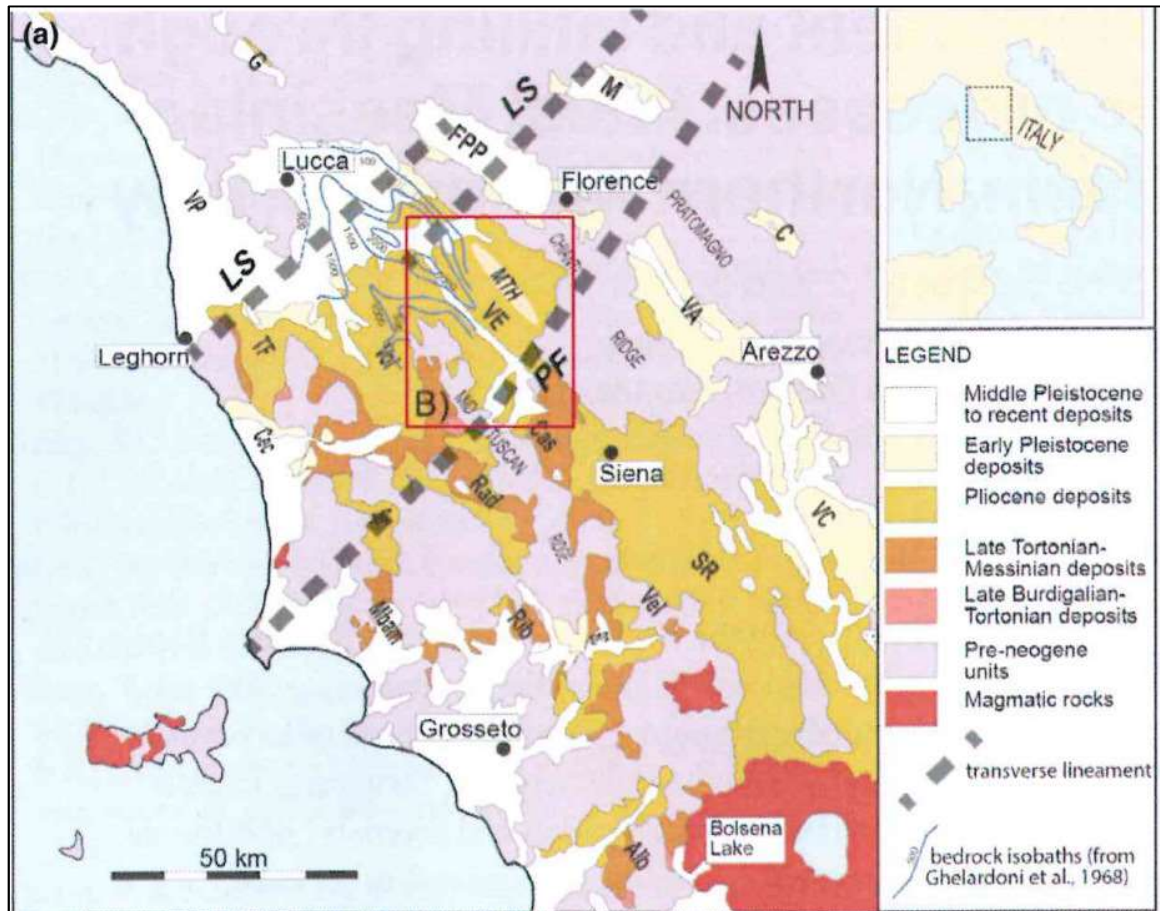 (a)
G
LS
M
NORTH
FPP
Lucca
Florence
VP
PRATOMAGNO
C
LS
MTH
VE
VA
Leghorn
TF
Vol
RIDGE
Arezzo
PF
B)
MID
TUSCAN
Cas
Siena
Cec
Rad
VC
RIDGE
SR
Mbam
Rib
Vel
Grosseto
Bolsena
Lake
Alb
50 km
ITALY
LEGEND
Middle Pleistocene
to recent deposits
Early Pleistocene
deposits
Pliocene deposits
Late Tortonian-
Messinian deposits
Late Burdigalian-
Tortonian deposits
Pre-neogene
units
Magmatic rocks
transverse lineament
bedrock isobaths (from
Ghelardoni et al., 1968)